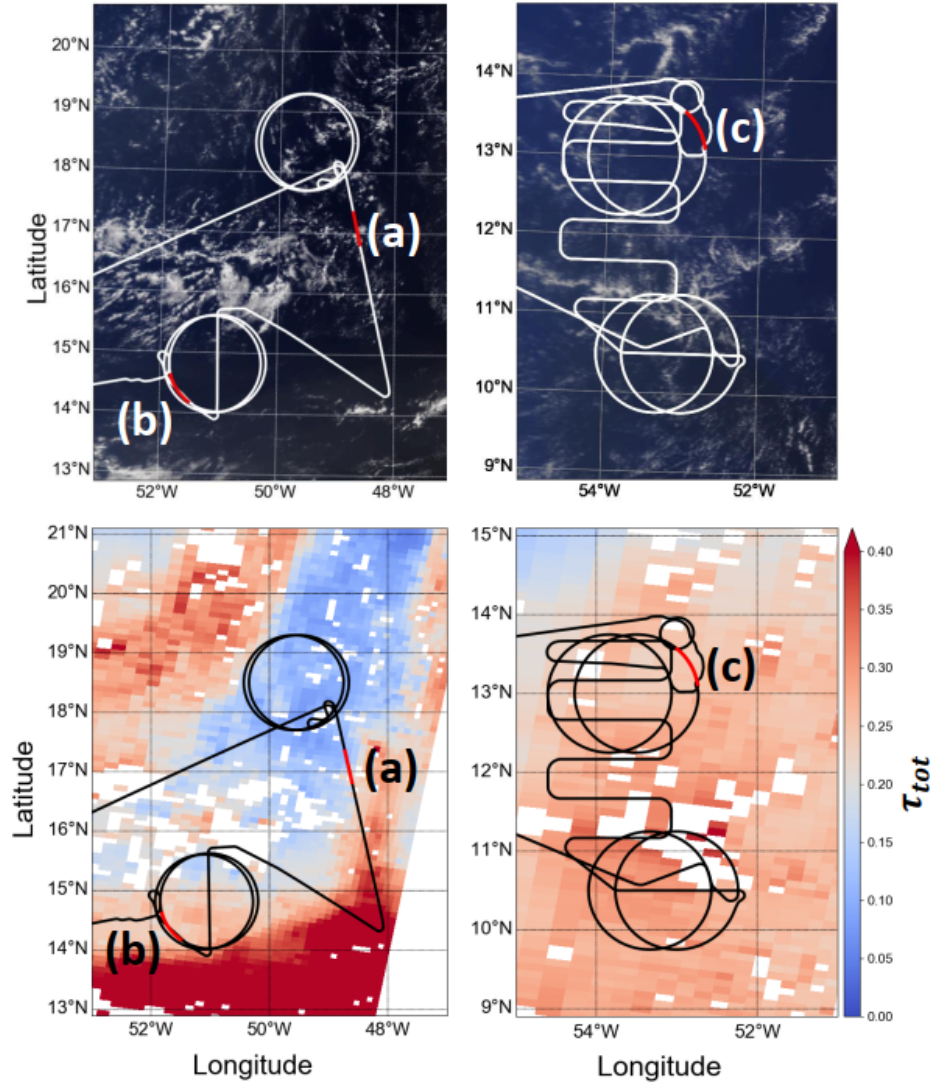 20°N
19°N
18°N
17°N
16°N
15°N
14°N
13°N
52°W
50°W
48°W
Latitude
(a)
(b)
14°N
13°N
12°N
11°N
10°N
9°N
54°W
52°W
(c)
21°N
20°N
19°N
18°N
17°N
16°N
15°N
14°N
13°N
52°W
50°W
48°W
Latitude
Longitude
(a)
(b)
15°N
14°N
13°N
12°N
11°N
10°N
9°N
54°W
52°W
Longitude
(c)
0.40
0.35
0.30
0.25
0.20
0.15
0.10
0.05
0.00
τtot